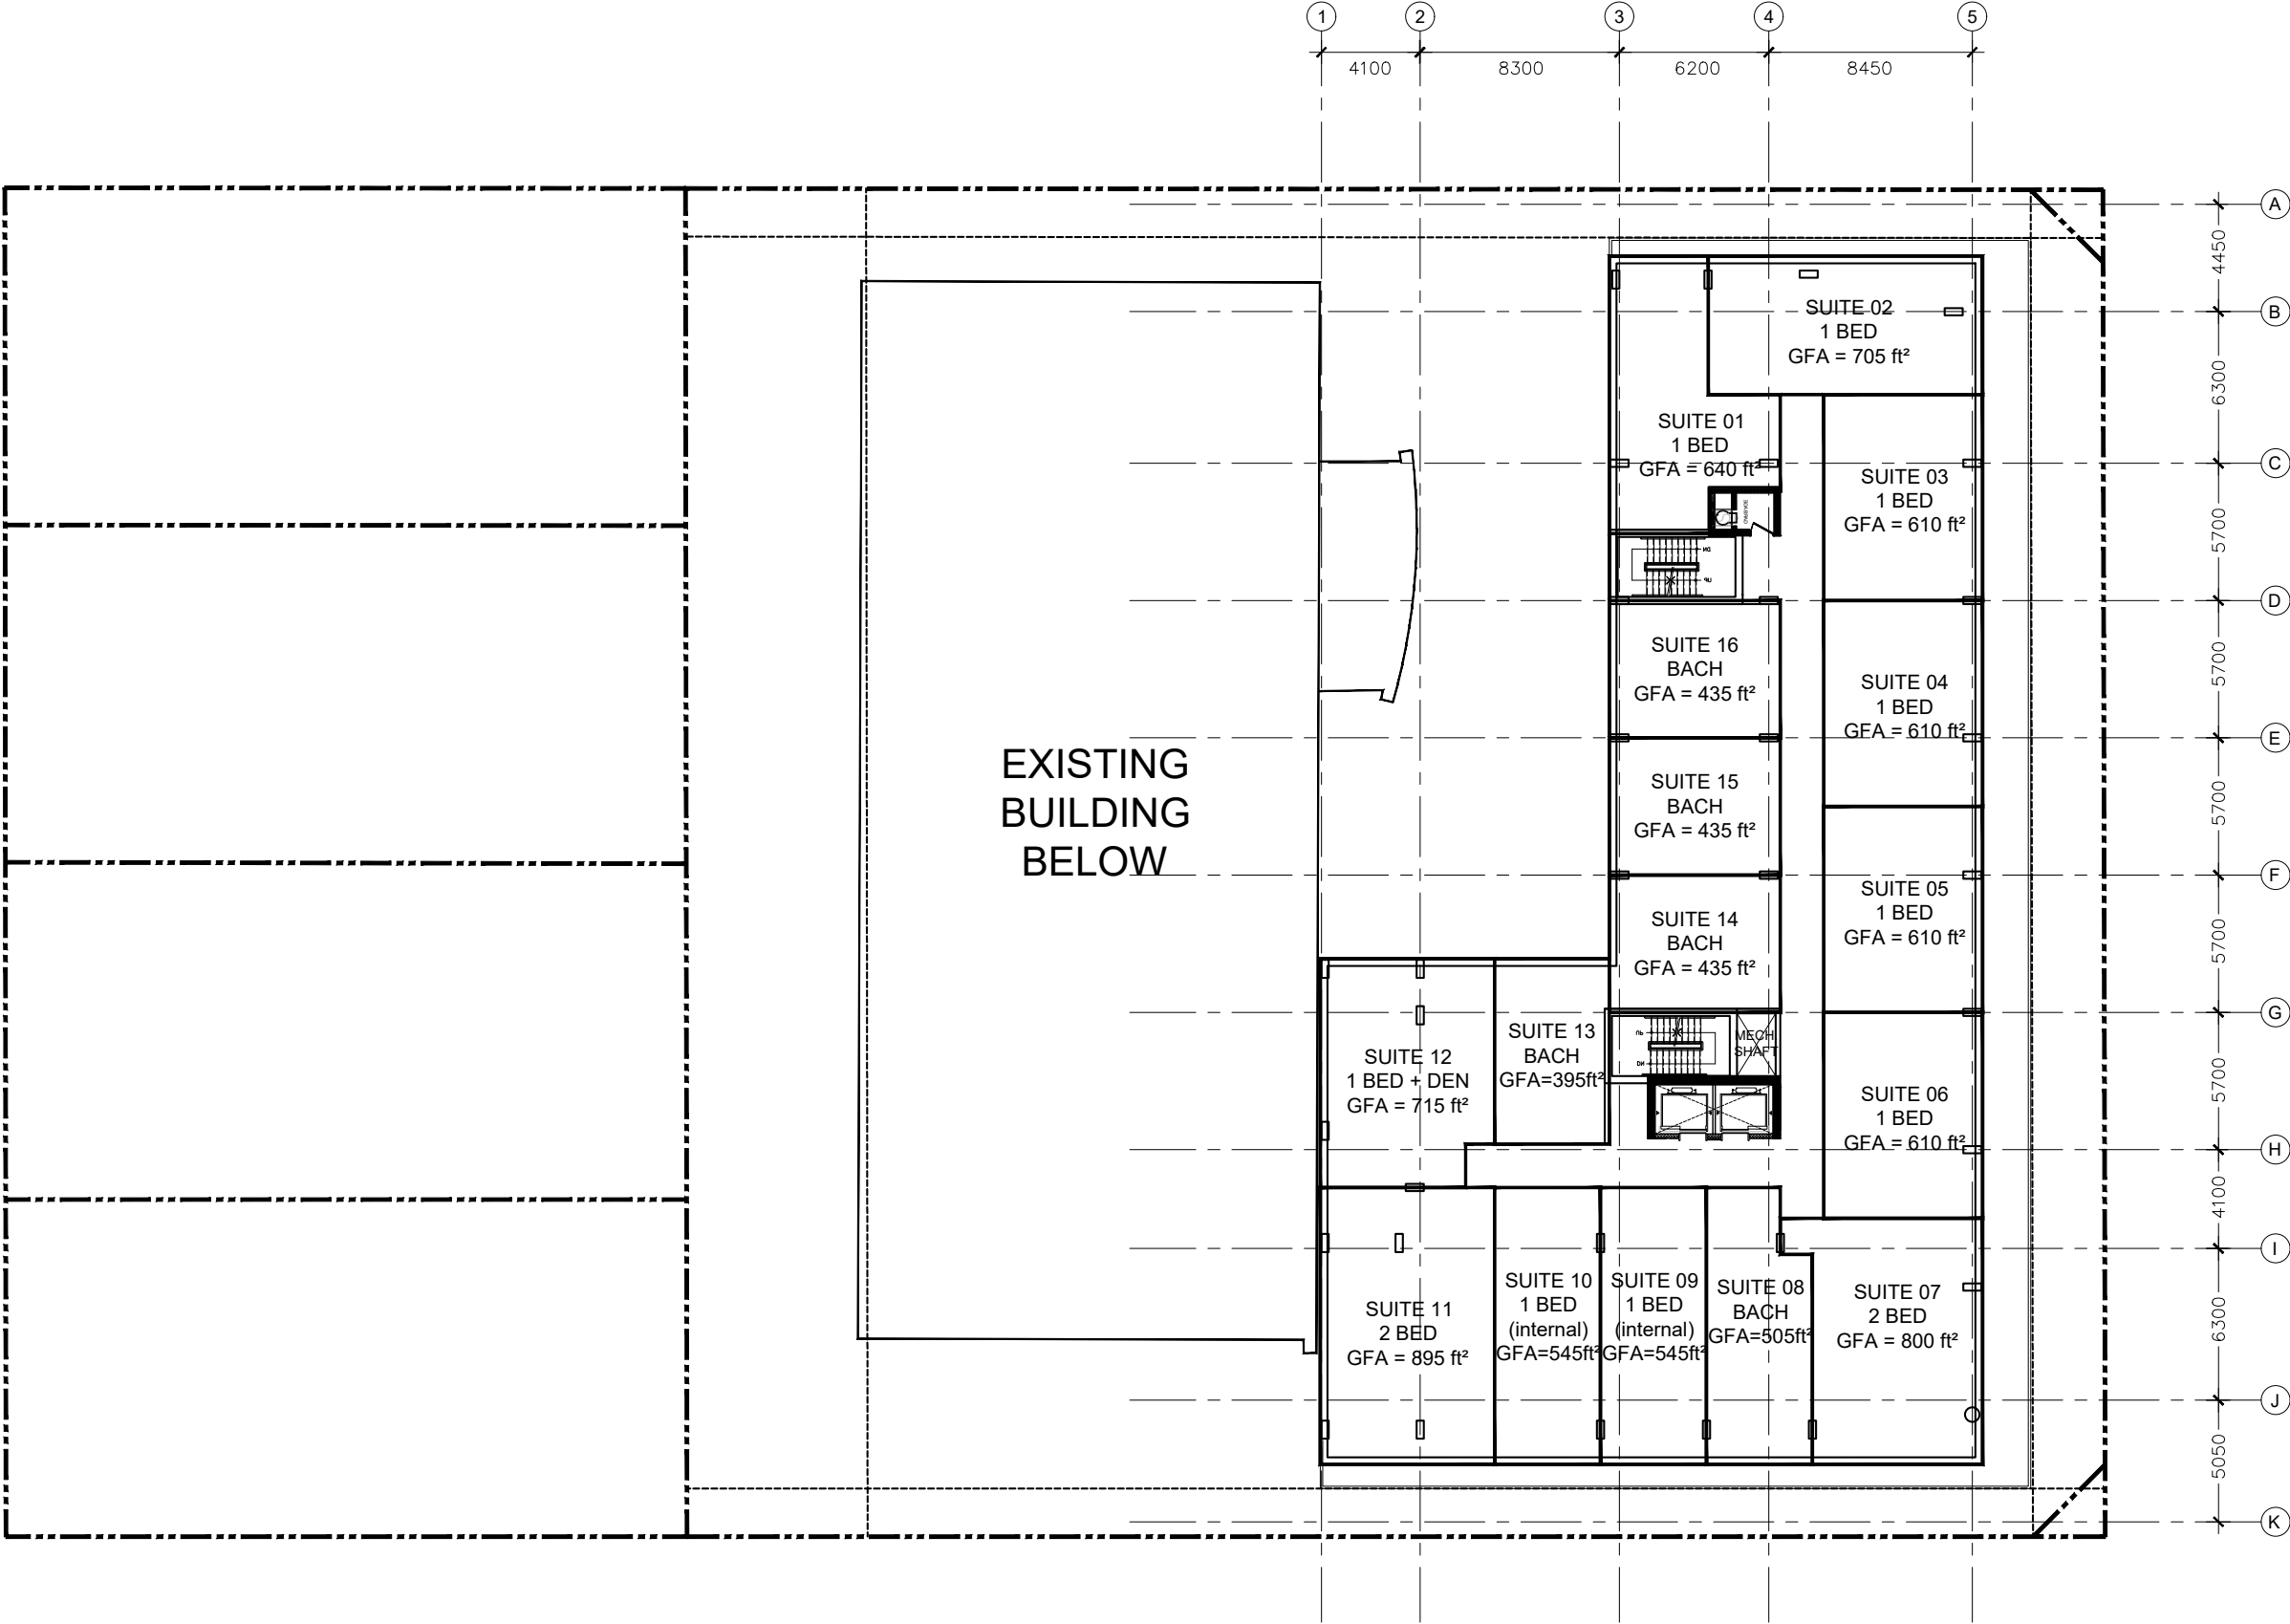 1
2
3
4
5
4100
8300
6200
8450
A
4450
B
SUITE 02
1 BED
GFA = 705 ft²
6300
SUITE 01
1 BED
GFA = 640 ft²
C
SUITE 03
1 BED
GFA = 610 ft²
5700
DN
UP
D
SUITE 16
BACH
GFA = 435 ft²
5700
SUITE 04
1 BED
GFA = 610 ft²
E
EXISTING
BUILDING
BELOW
SUITE 15
BACH
GFA = 435 ft²
5700
F
SUITE 05
1 BED
GFA = 610 ft²
SUITE 14
BACH
GFA = 435 ft²
5700
G
SUITE 13
BACH
GFA=395ft²
UP
DN
MECH
SHAFT
SUITE 12
1 BED + DEN
GFA = 715 ft²
5700
SUITE 06
1 BED
GFA = 610 ft²
H
4100
I
SUITE 11
2 BED
GFA = 895 ft²
SUITE 10
1 BED
(internal)
GFA=545ft²
SUITE 09
1 BED
(internal)
GFA=545ft²
SUITE 08
BACH
GFA=505ft²
SUITE 07
2 BED
GFA = 800 ft²
6300
J
5050
K